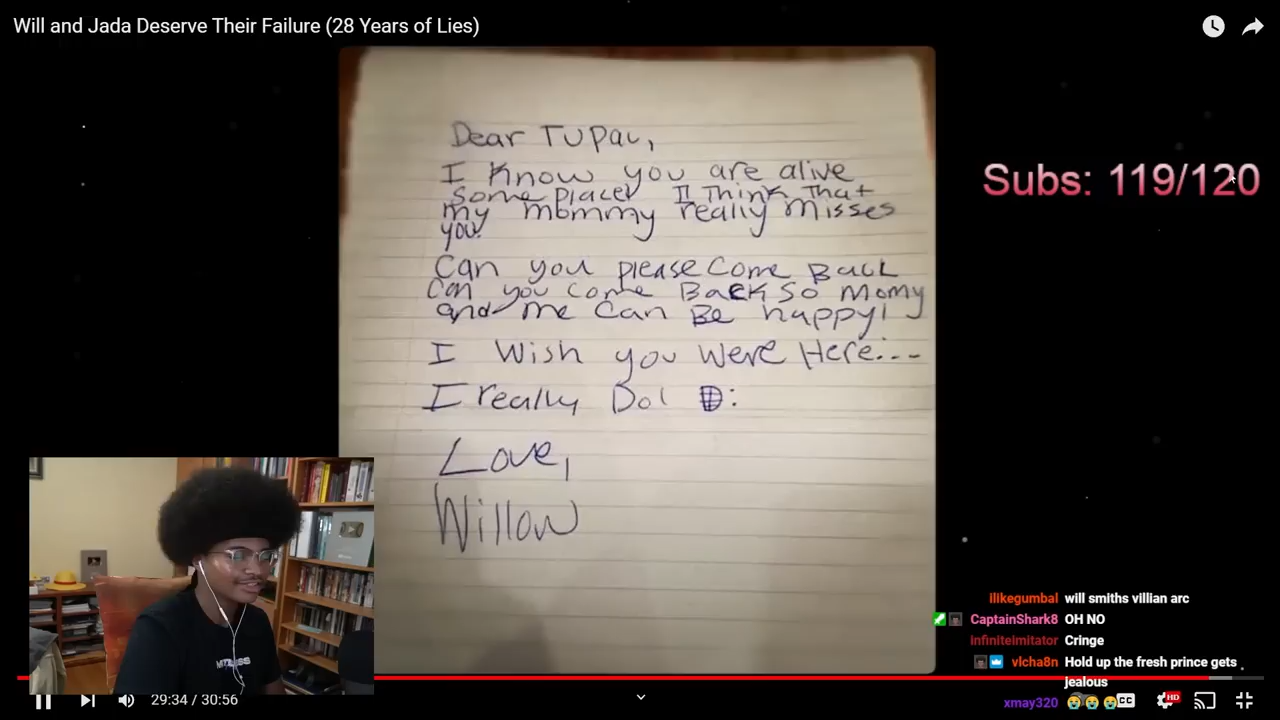 Will and Jada Deserve Their Failure (28 Years of Lies)
Dear Tupac,
I Know you are alive
Some place! I Think That
my mommy really misses
you.
Can you please Come Back
Can you come Back So Momy
and me Can Be happy!
I Wish you Were Here...
I really Do! :
Love,
Willow
Subs: 119/120
ilikegumbal will smiths villian arc
CaptainShark8 OH NO
InfiniteImitator Cringe
vlcha8n Hold up the fresh prince gets
jealous
xmay320
29:34 / 30:56
CC
HD